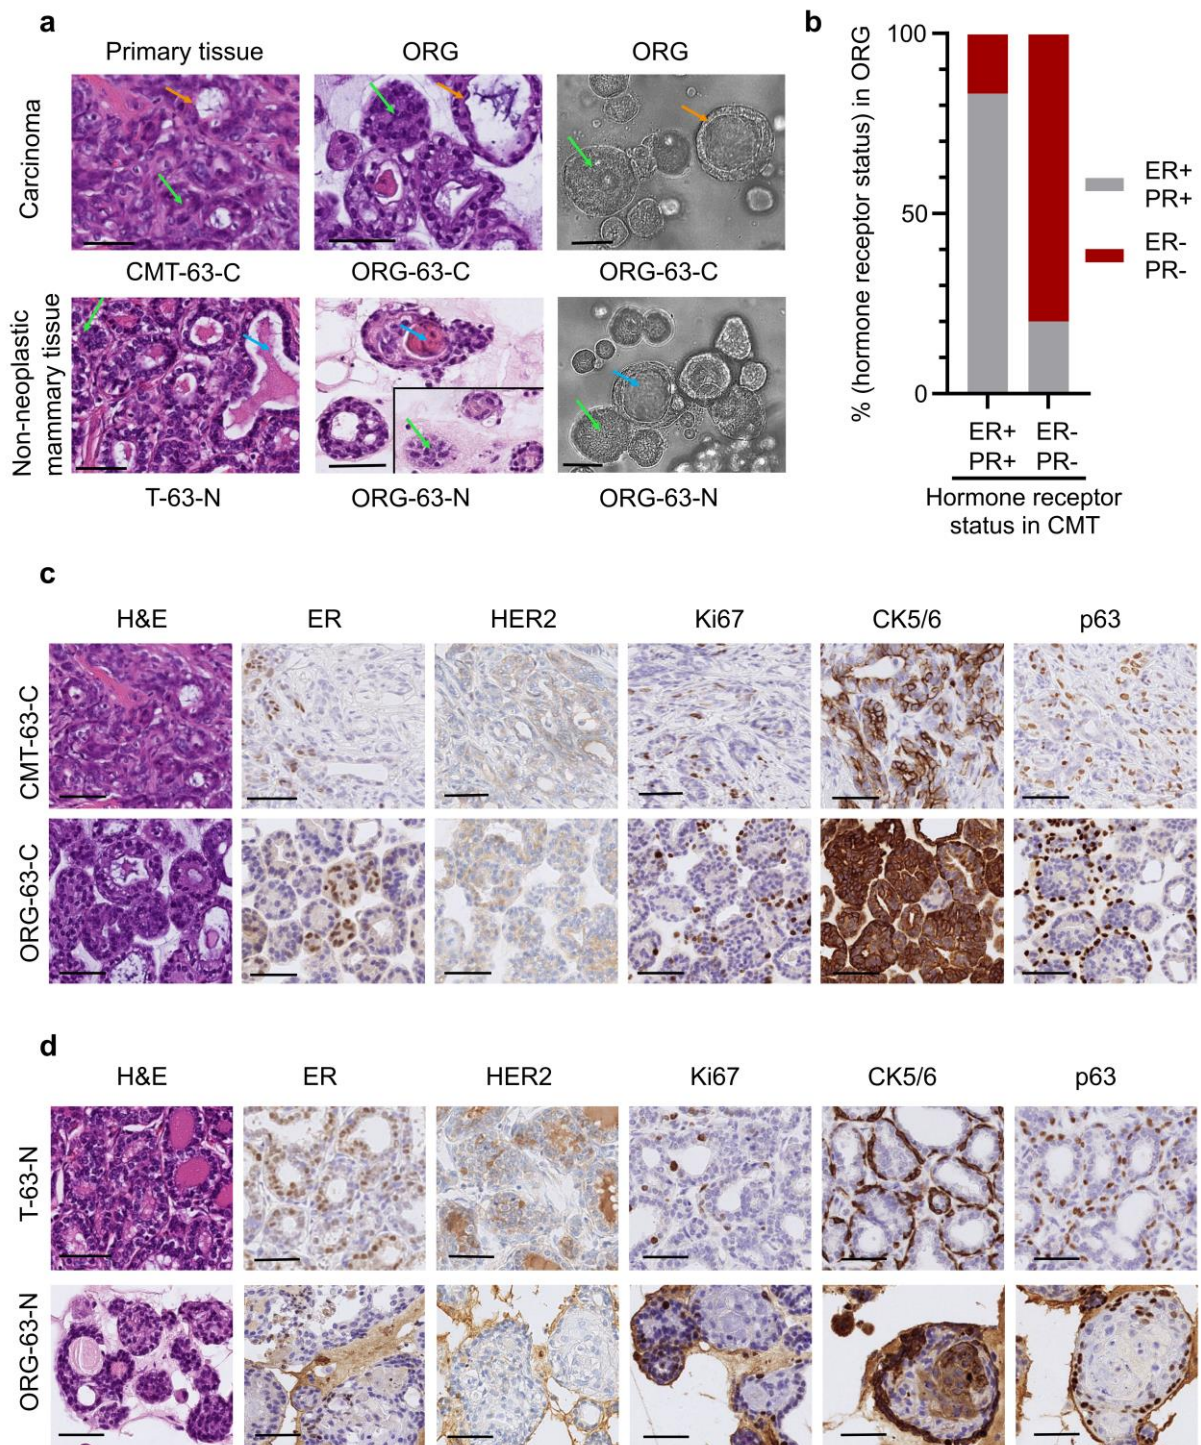 a
Primary tissue
ORG
ORG
Carcinoma
CMT-63-C
ORG-63-C
ORG-63-C
Non-neoplastic
mammary tissue
T-63-N
ORG-63-N
ORG-63-N
b
% (hormone receptor status) in ORG
100
50
0
ER+
PR+
ER-
PR-
ER+
PR+
ER-
PR-
Hormone receptor
status in CMT
c
H&E
ER
HER2
Ki67
CK5/6
p63
CMT-63-C
ORG-63-C
d
H&E
ER
HER2
Ki67
CK5/6
p63
T-63-N
ORG-63-N